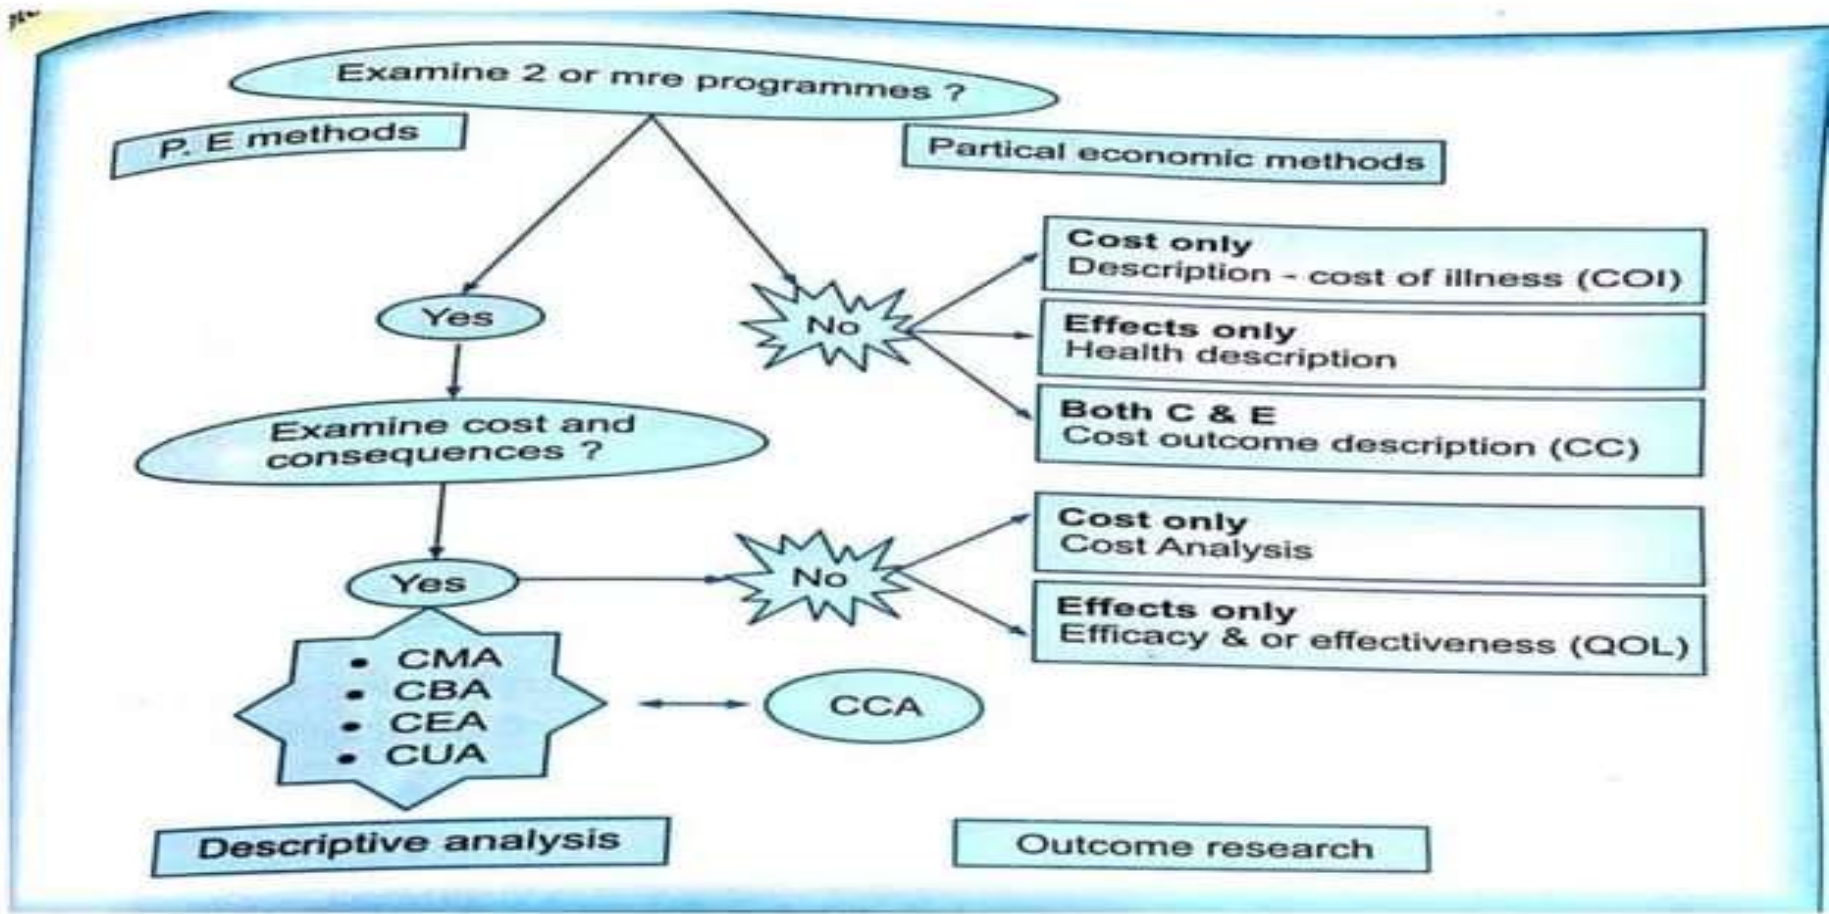 Examine 2 or mre programmes ?
P. E methods
Partical economic methods
Yes
No
Cost only
Description - cost of illness (COI)
Effects only
Health description
Both C & E
Cost outcome description (CC)
Examine cost and
consequences ?
Yes
No
Cost only
Cost Analysis
Effects only
Efficacy & or effectiveness (QOL)
• CMA
• CBA
• CEA
• CUA
CCA
Descriptive analysis
Outcome research